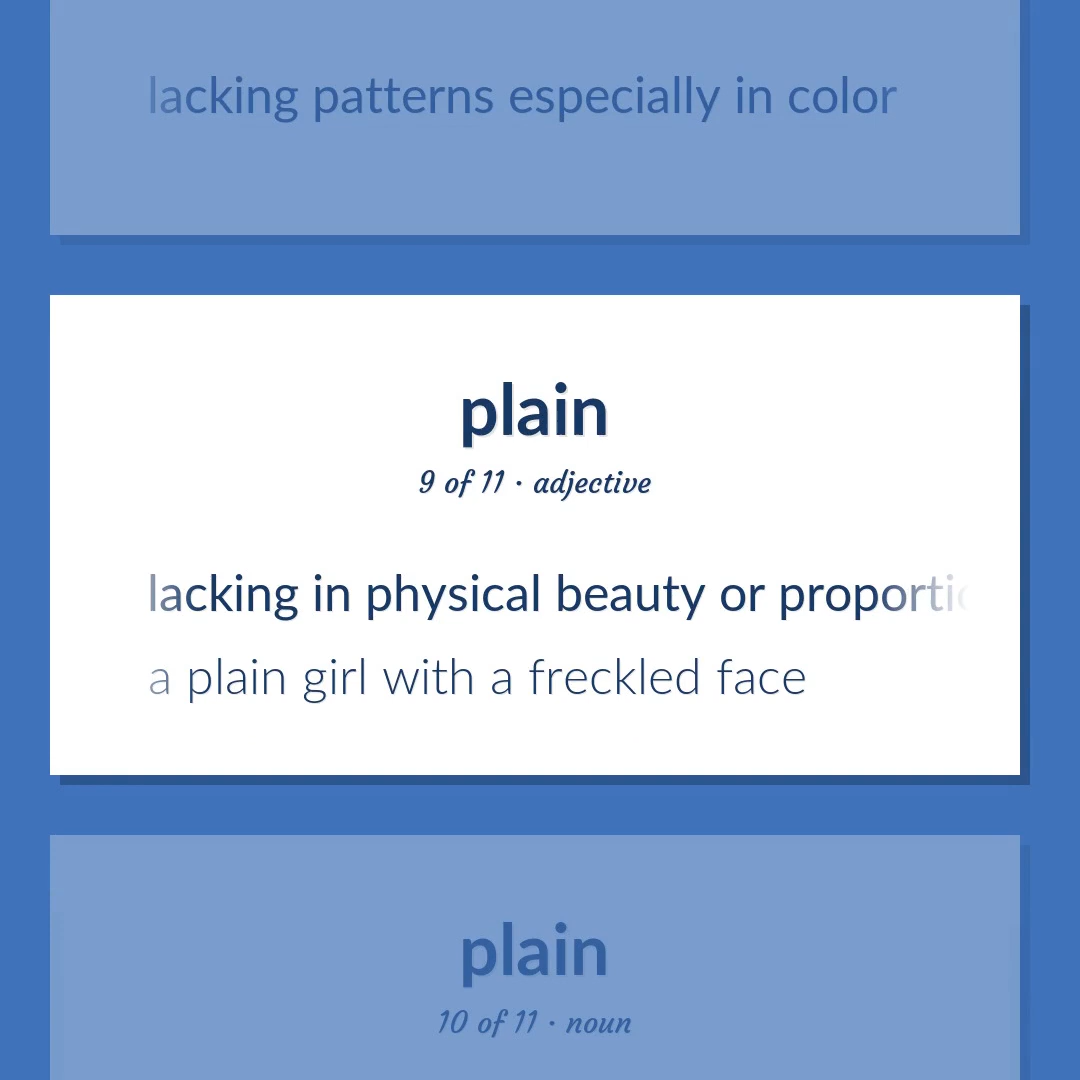 lacking patterns especially in color
plain
9 of 11 · adjective
lacking in physical beauty or
a plain girl with a freckled face
plain
10 of 11 · noun